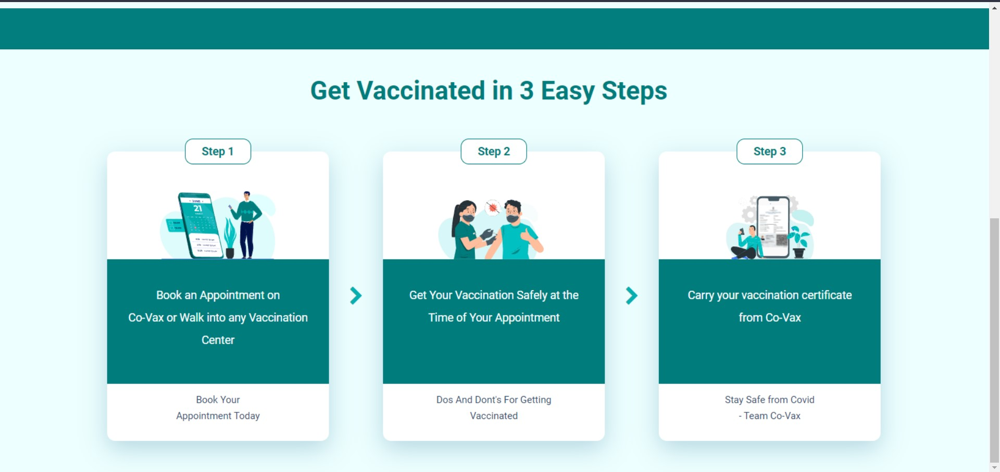 Get Vaccinated in 3 Easy Steps
Step 1
21
Book an Appointment on
Co-Vax or Walk into any Vaccination
Center
Book Your
Appointment Today
Step 2
Get Your Vaccination Safely at the
Time of Your Appointment
Dos And Dont's For Getting
Vaccinated
Step 3
Carry your vaccination certificate
from Co-Vax
Stay Safe from Covid
- Team Co-Vax